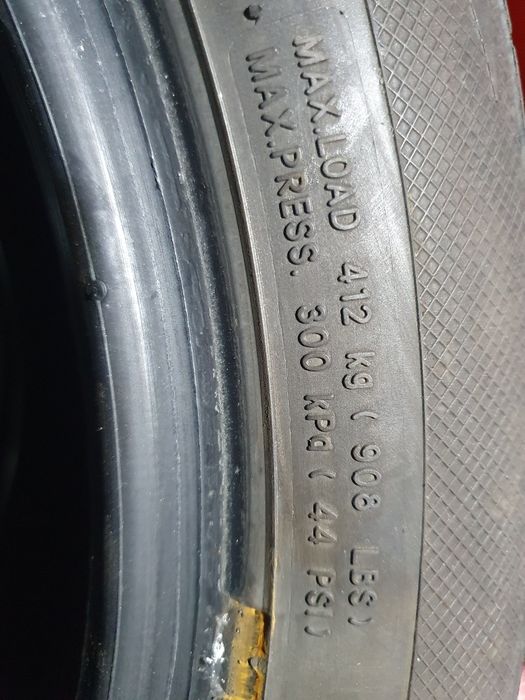 MAX.LOAD 412 kg ( 908 LBS)
MAX.PRESS. 300 kPa ( 44 PSI)